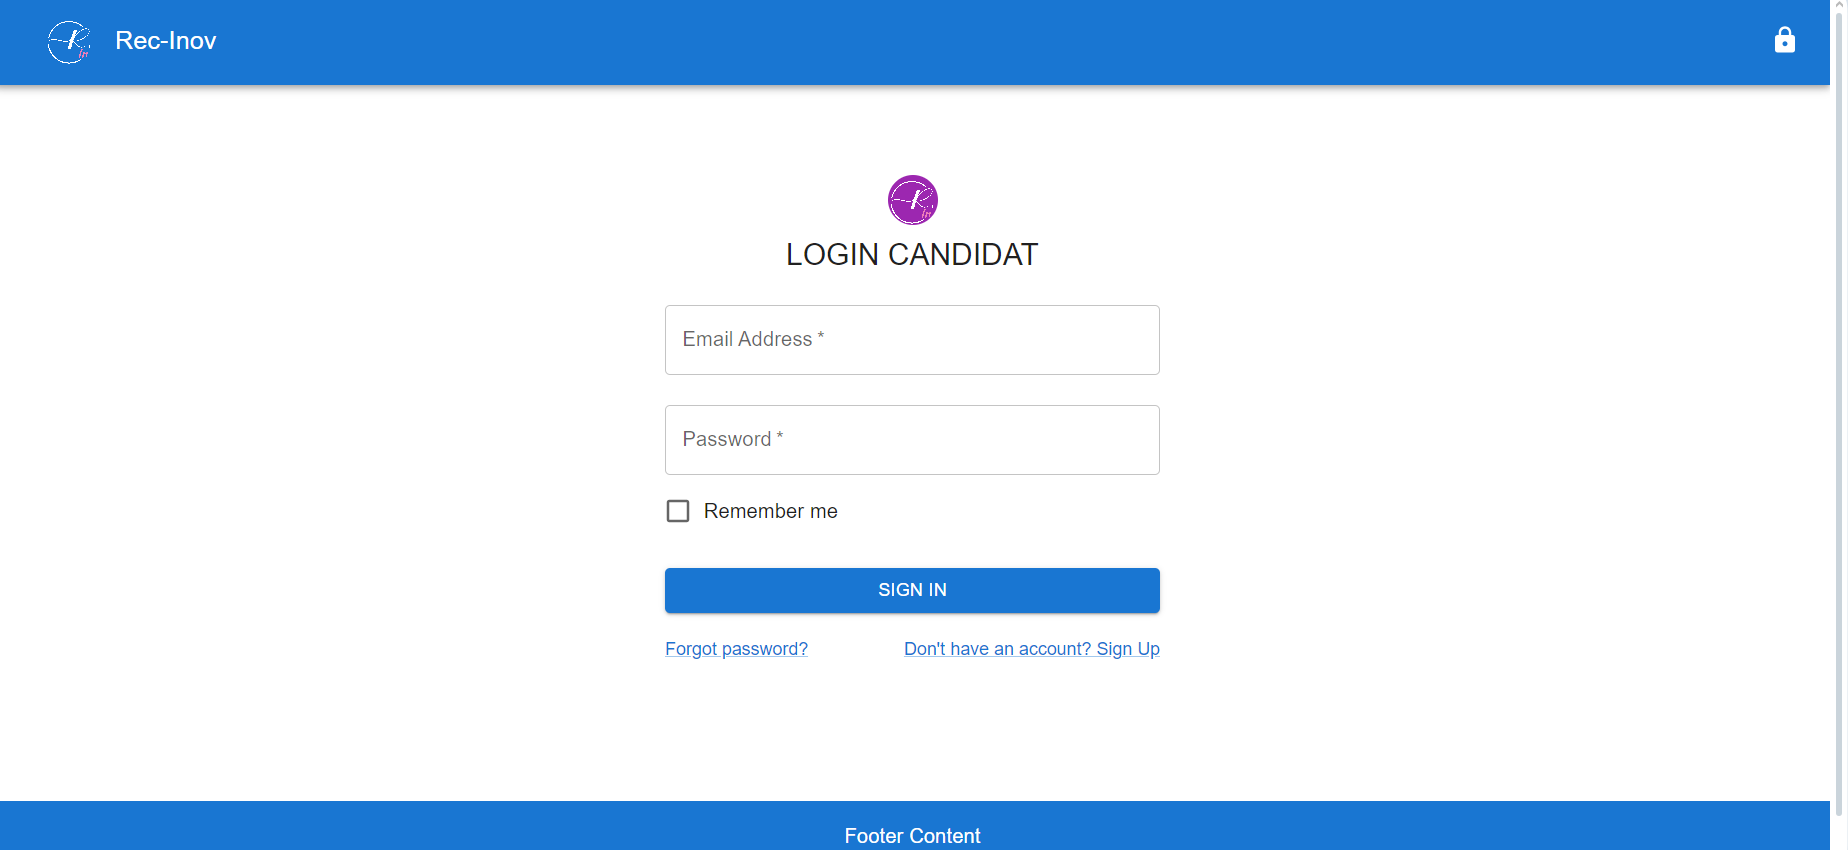 Rec-Inov
LOGIN CANDIDAT
Email Address *
Password *
Remember me
SIGN IN
Forgot password?
Don't have an account? Sign Up
Footer Content